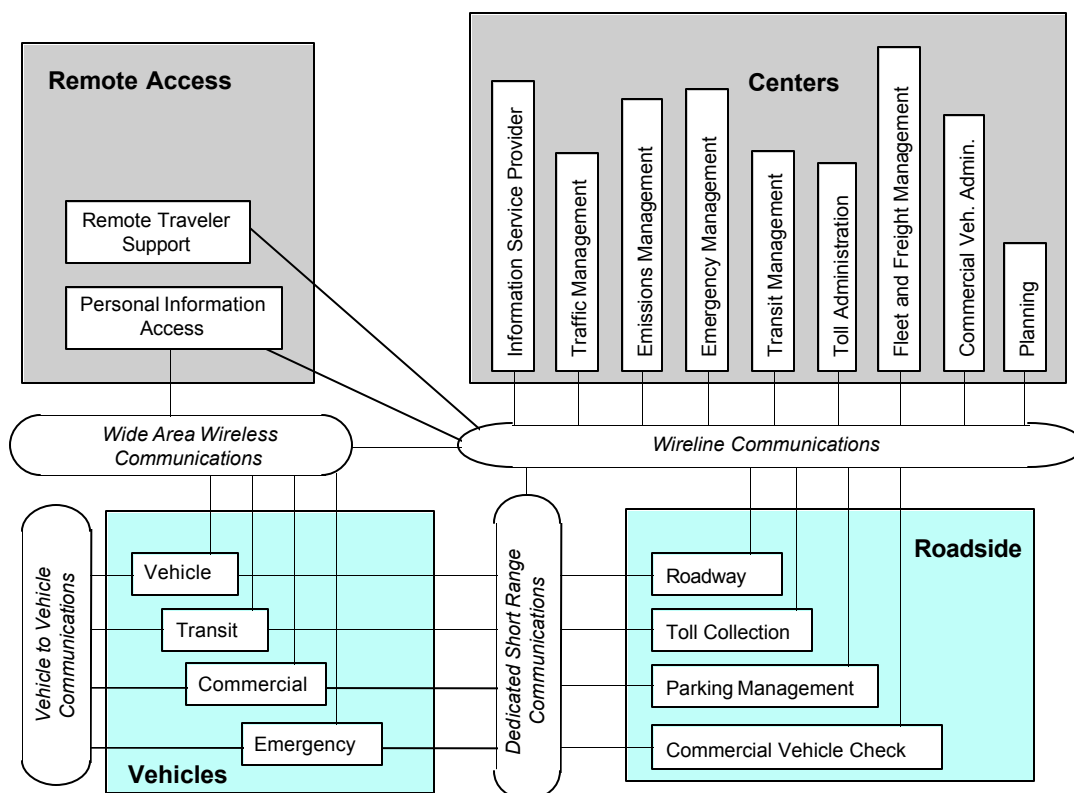 Remote Access
Remote Traveler
Support
Personal Information
Access
Centers
Information Service Provider
Traffic Management
Emissions Management
Emergency Management
Transit Management
Toll Administration
Fleet and Freight Management
Commercial Veh. Admin.
Planning
Wide Area Wireless
Communications
Wireline Communications
Vehicle to Vehicle
Communications
Vehicle
Transit
Commercial
Emergency
Vehicles
Dedicated Short Range
Communications
Roadside
Roadway
Toll Collection
Parking Management
Commercial Vehicle Check